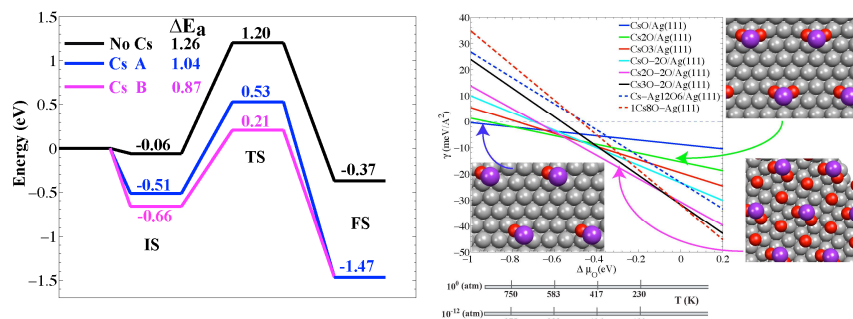 ΔEa
No Cs 1.26
Cs A 1.04
Cs B 0.87
1.5
1
0.5
0
-0.5
-1
-1.5
Energy (eV)
1.20
0.53
0.21
TS
-0.06
-0.51
-0.66
IS
-0.37
FS
-1.47
40
30
20
10
0
-10
-20
-30
-40
-50
γ (meV/A²)
CsO/Ag(111)
Cs2O/Ag(111)
CsO3/Ag(111)
CsO-2O/Ag(111)
Cs2O-2O/Ag(111)
Cs3O-2O/Ag(111)
Cs-Ag12O6/Ag(111)
1Cs8O-Ag(111)
-1 -0.8 -0.6 -0.4 -0.2 0 0.2
Δ μO (eV)
10⁰ (atm)
750 583 417 230
T (K)
10⁻¹² (atm)